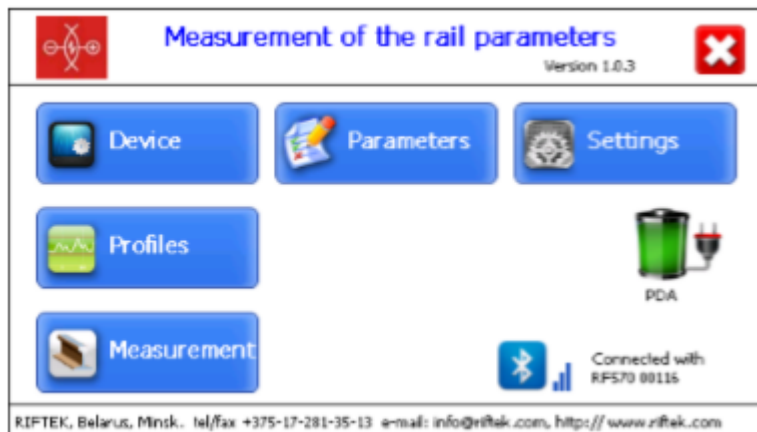 Measurement of the rail parameters
Version 1.0.3
Device
Parameters
Settings
Profiles
PDA
Measurement
Connected with
RF570 00116
RIFTEK, Belarus, Minsk. tel/fax +375-17-281-35-13 e-mail: info@riftek.com, http:// www.riftek.com